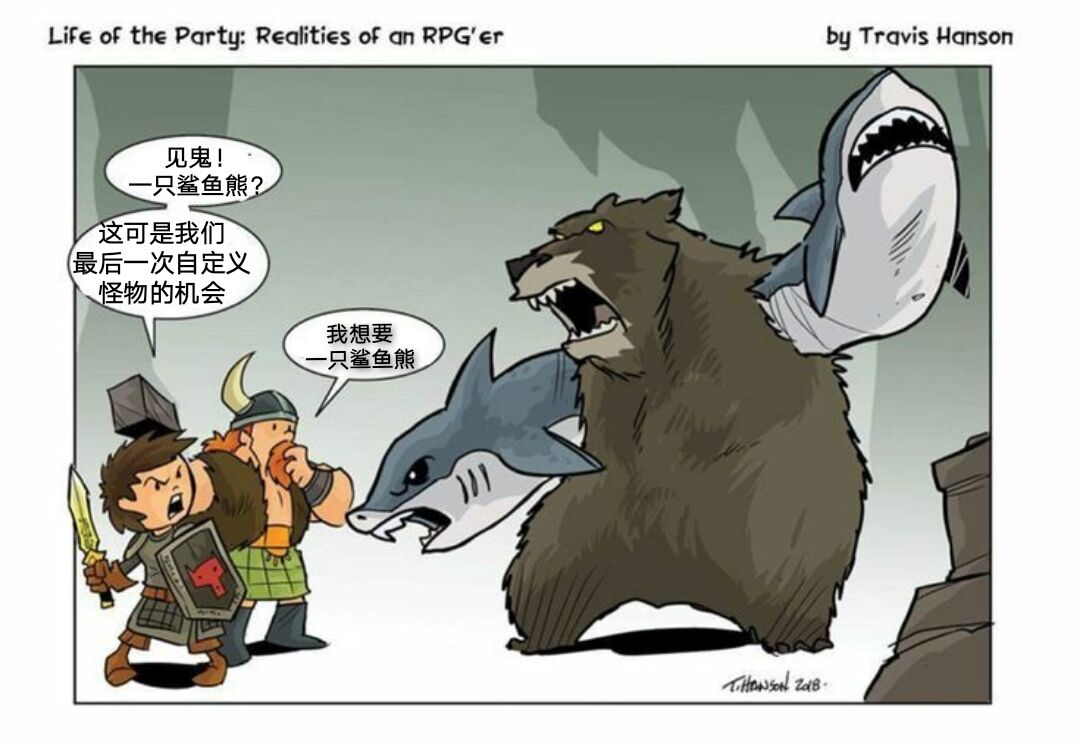 Life of the Party: Realities of an RPG'er
by Travis Hanson
见鬼！
一只鲨鱼熊？
这可是我们
最后一次自定义
怪物的机会
我想要
一只鲨鱼熊
T.HANSON 2018-